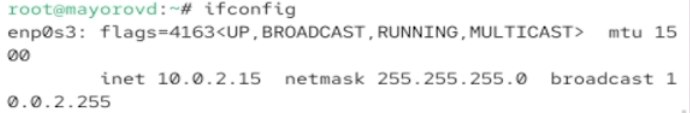 root@mayorovd:~# ifconfig
enp0s3: flags=4163<UP,BROADCAST,RUNNING,MULTICAST>  mtu 15
00
        inet 10.0.2.15  netmask 255.255.255.0  broadcast 1
0.0.2.255